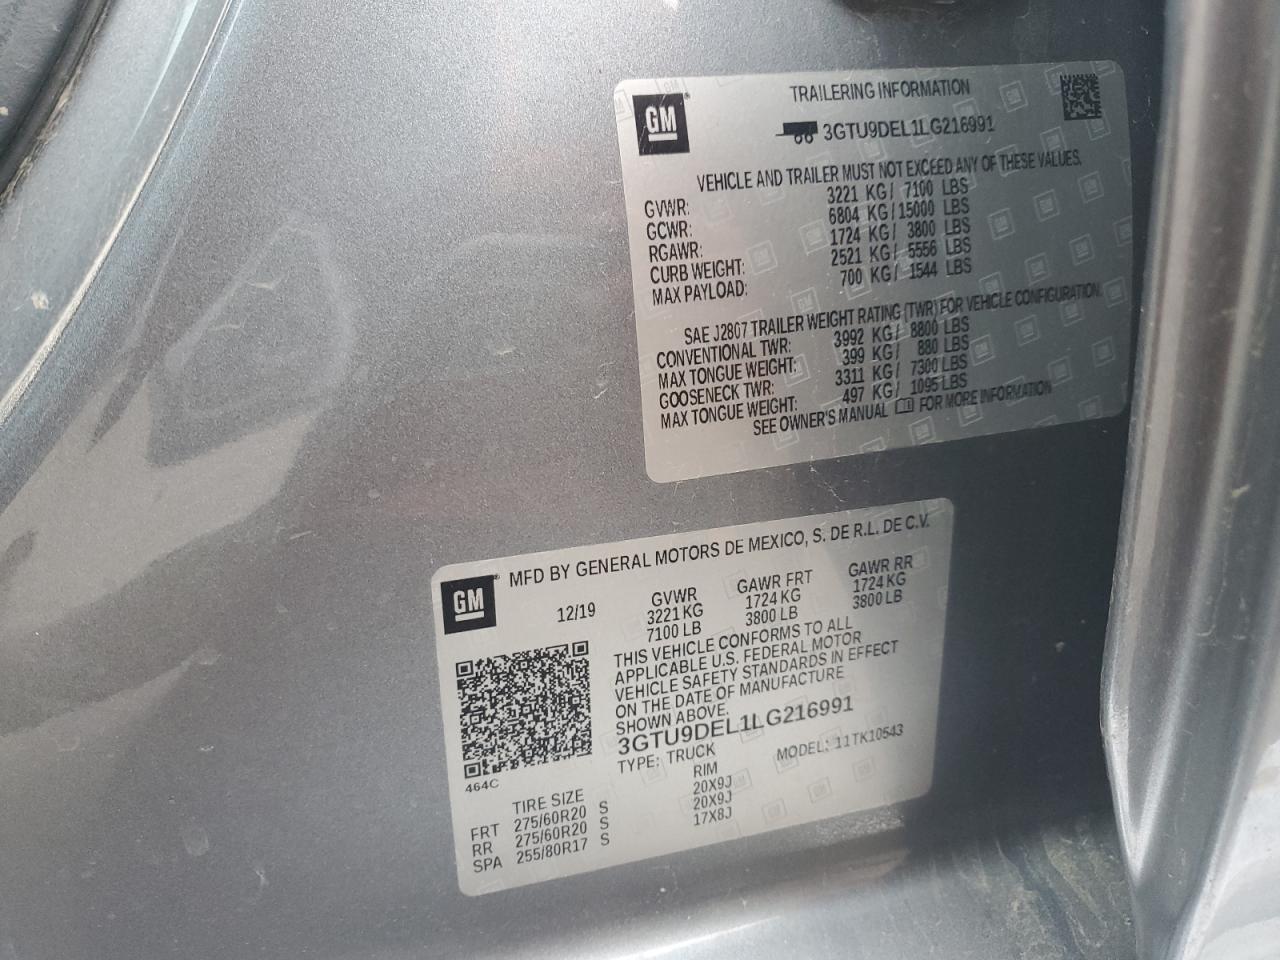 GM ®
TRAILERING INFORMATION
3GTU9DEL1LG216991
VEHICLE AND TRAILER MUST NOT EXCEED ANY OF THESE VALUES.
GVWR: 3221 KG/ 7100 LBS
GCWR: 6804 KG/15000 LBS
RGAWR: 1724 KG/ 3800 LBS
CURB WEIGHT: 2521 KG/ 5556 LBS
MAX PAYLOAD: 700 KG/ 1544 LBS
SAE J2807 TRAILER WEIGHT RATING (TWR) FOR VEHICLE CONFIGURATION.
CONVENTIONAL TWR: 3992 KG/ 8800 LBS
MAX TONGUE WEIGHT: 399 KG/ 880 LBS
GOOSENECK TWR: 3311 KG/ 7300 LBS
MAX TONGUE WEIGHT: 497 KG/ 1095 LBS
SEE OWNER'S MANUAL FOR MORE INFORMATION
GM ®
MFD BY GENERAL MOTORS DE MEXICO, S. DE R.L. DE C.V.
12/19 GVWR GAWR FRT GAWR RR
3221 KG 1724 KG 1724 KG
7100 LB 3800 LB 3800 LB
THIS VEHICLE CONFORMS TO ALL
APPLICABLE U.S. FEDERAL MOTOR
VEHICLE SAFETY STANDARDS IN EFFECT
ON THE DATE OF MANUFACTURE
SHOWN ABOVE.
3GTU9DEL1LG216991
TYPE: TRUCK MODEL: 11TK10543
464C
TIRE SIZE RIM
FRT 275/60R20 S 20X9J
RR 275/60R20 S 20X9J
SPA 255/80R17 S 17X8J